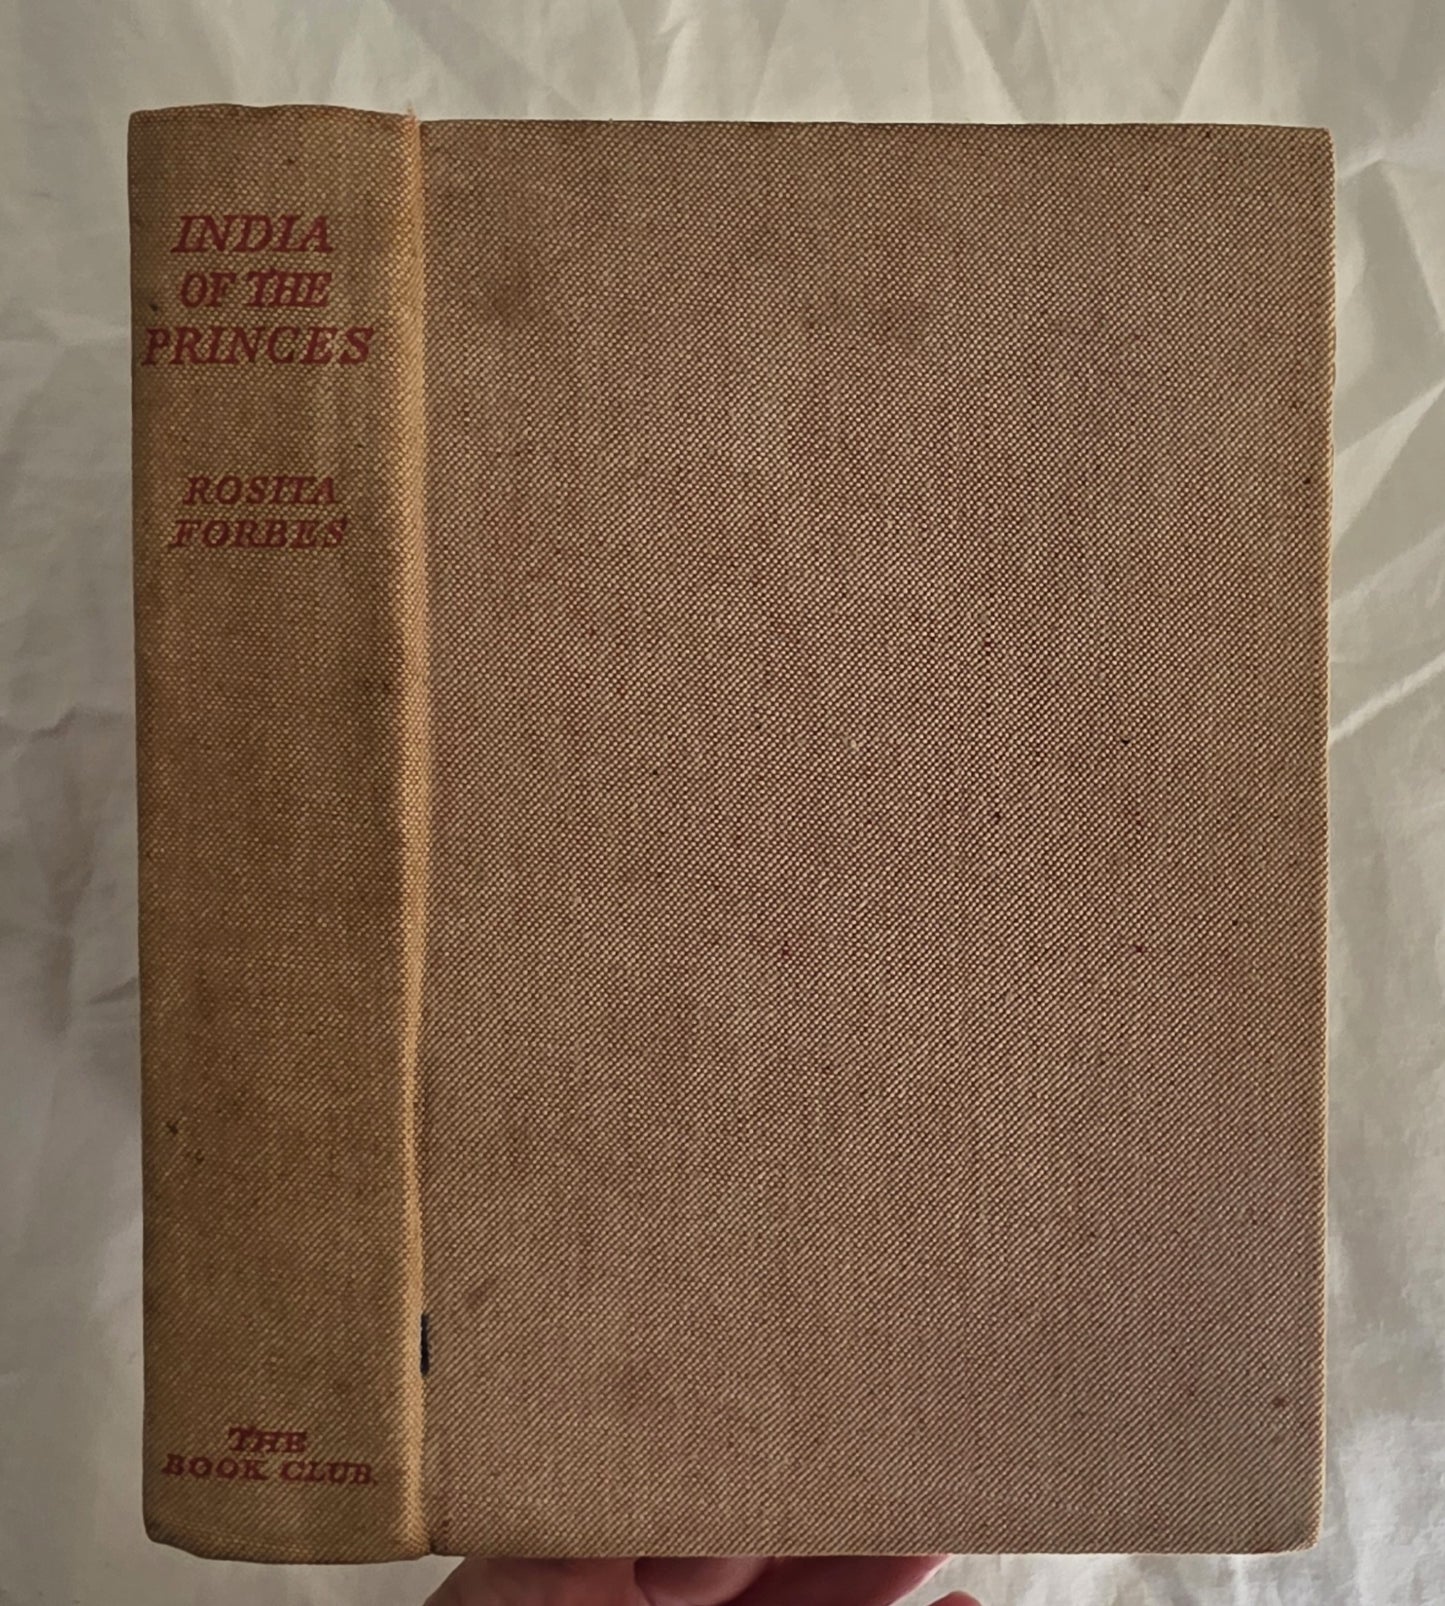 INDIA
OF THE
PRINCES
ROSITA
FORBES
THE
BOOK CLUB